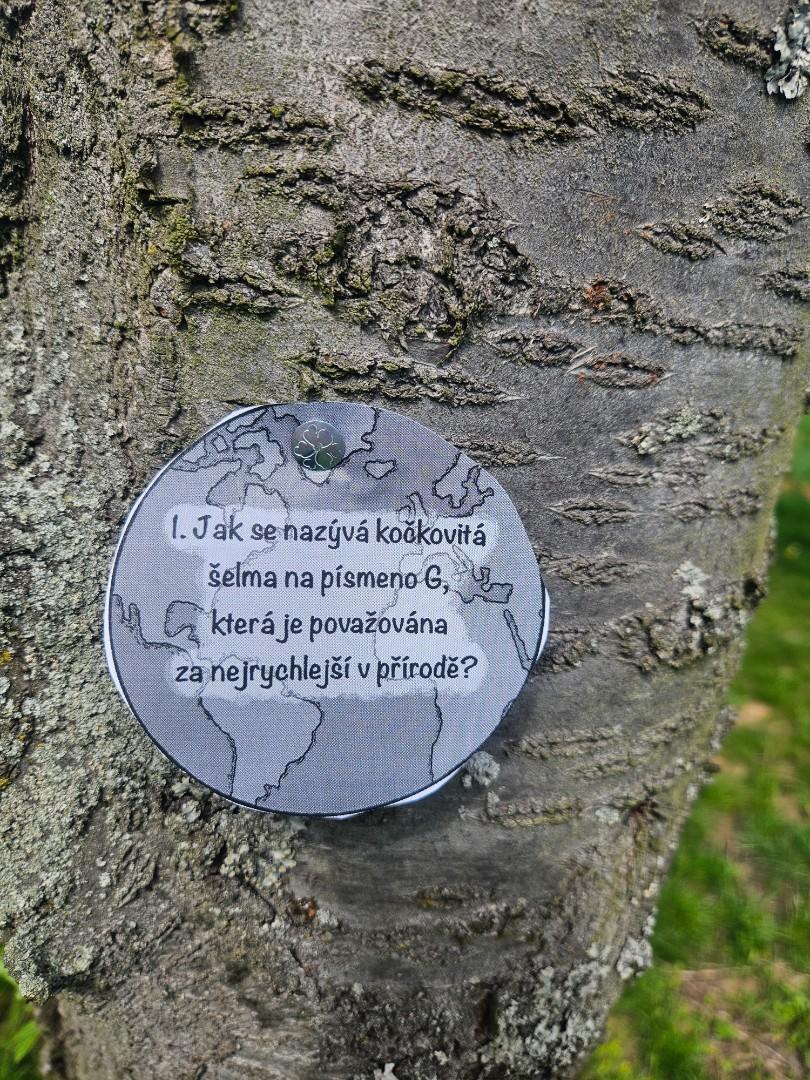 1. Jak se nazývá kočkovitá
šelma na písmeno G,
která je považována
za nejrychlejší v přírodě?